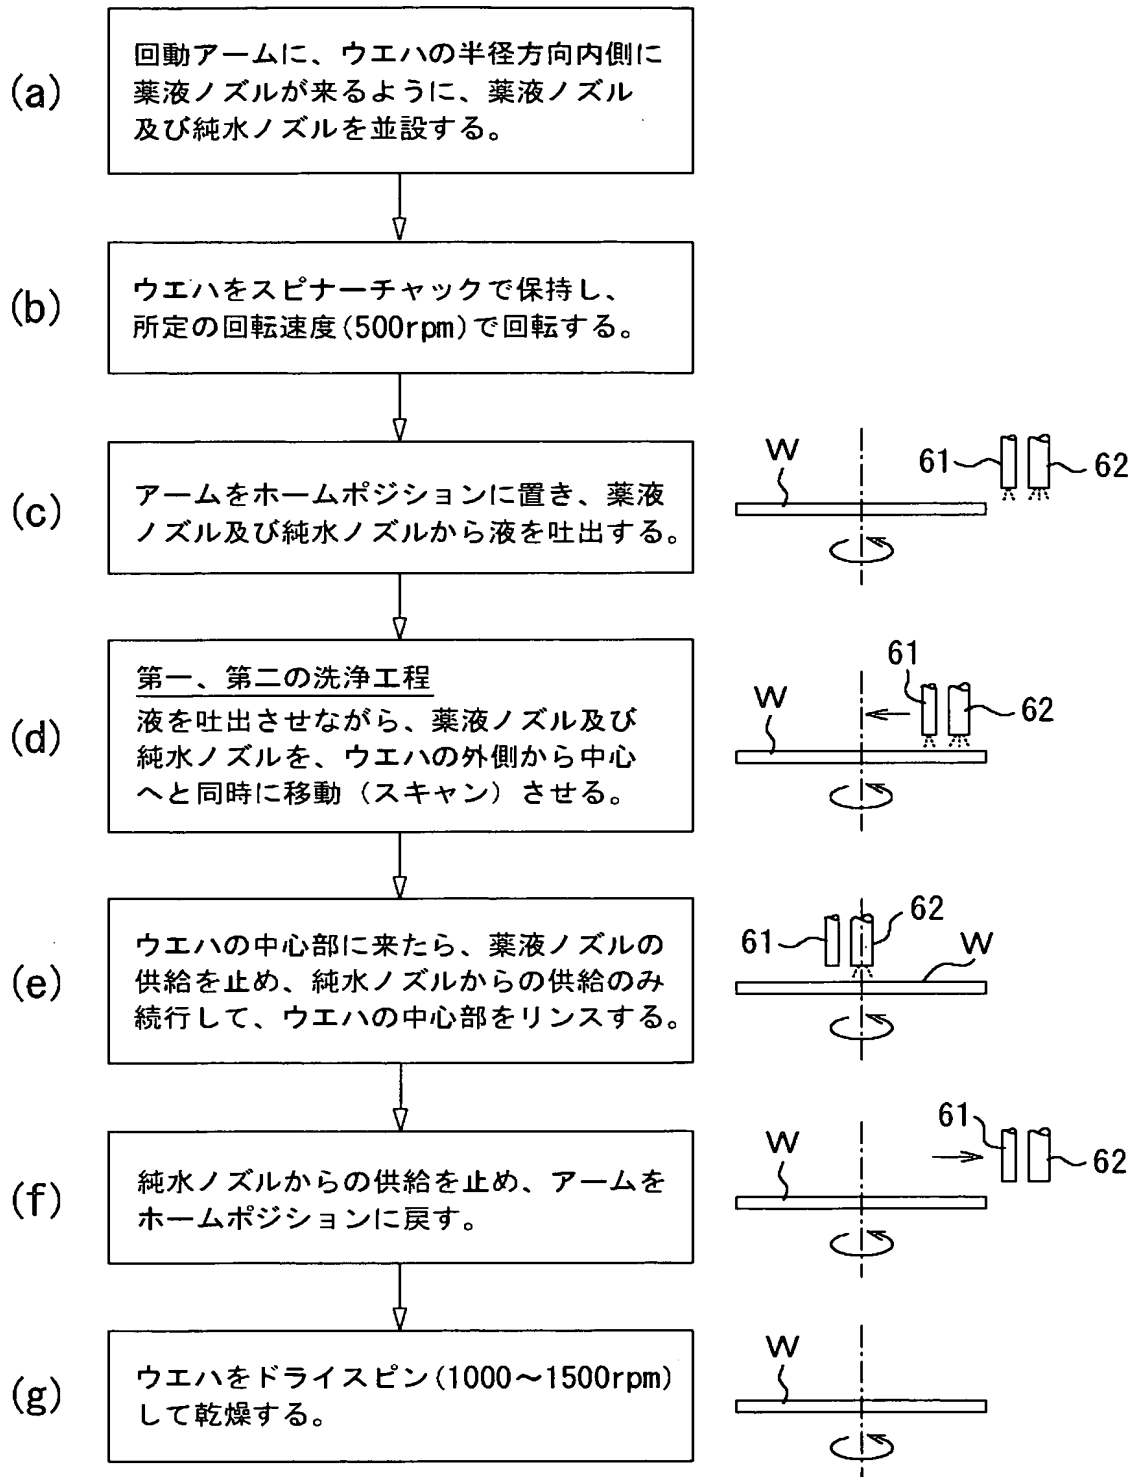 (a)
回動アームに、ウエハの半径方向内側に
薬液ノズルが来るように、薬液ノズル
及び純水ノズルを並設する。
(b)
ウエハをスピナーチャックで保持し、
所定の回転速度(500rpm)で回転する。
(c)
アームをホームポジションに置き、薬液
ノズル及び純水ノズルから液を吐出する。
W
61
62
(d)
第一、第二の洗浄工程
液を吐出させながら、薬液ノズル及び
純水ノズルを、ウエハの外側から中心
へと同時に移動（スキャン）させる。
W
61
62
(e)
ウエハの中心部に来たら、薬液ノズルの
供給を止め、純水ノズルからの供給のみ
続行して、ウエハの中心部をリンスする。
61
62
W
(f)
純水ノズルからの供給を止め、アームを
ホームポジションに戻す。
W
61
62
(g)
ウエハをドライスピン(1000～1500rpm)
して乾燥する。
W